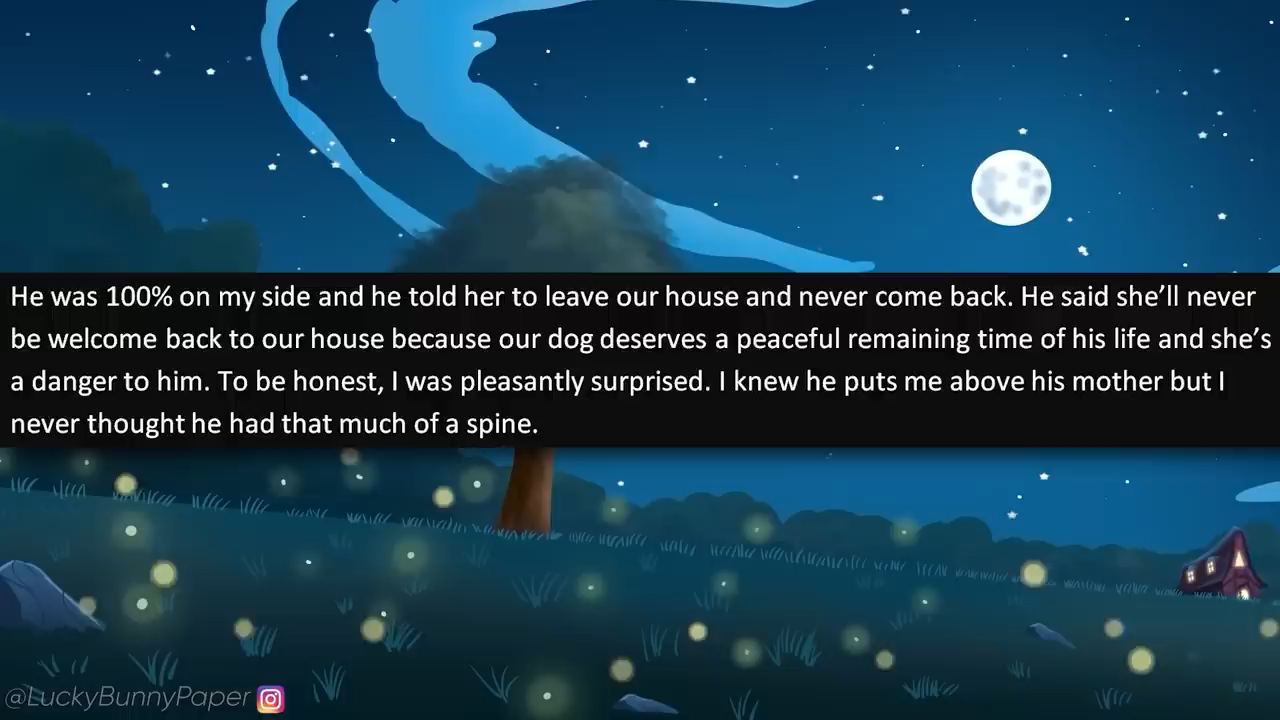 He was 100% on my side and he told her to leave our house and never come back. He said she’ll never
be welcome back to our house because our dog deserves a peaceful remaining time of his life and she’s
a danger to him. To be honest, I was pleasantly surprised. I knew he puts me above his mother but I
never thought he had that much of a spine.
@LuckyBunnyPaper